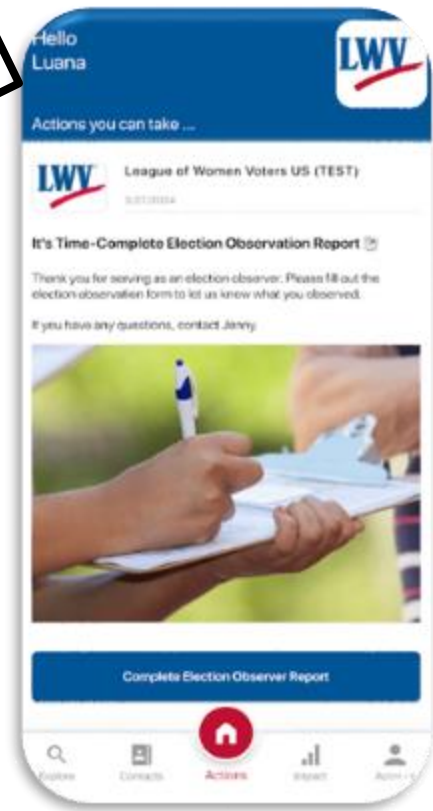 Hello
Luana
LWV
Actions you can take ...
LWV
League of Women Voters US (TEST)
It's Time-Complete Election Observation Report
Thank you for serving as an election observer. Please fill out the
election observation form to let us know what you observed.
If you have any questions, contact Jenny.
Complete Election Observer Report
Explore
Contacts
Actions
Impact